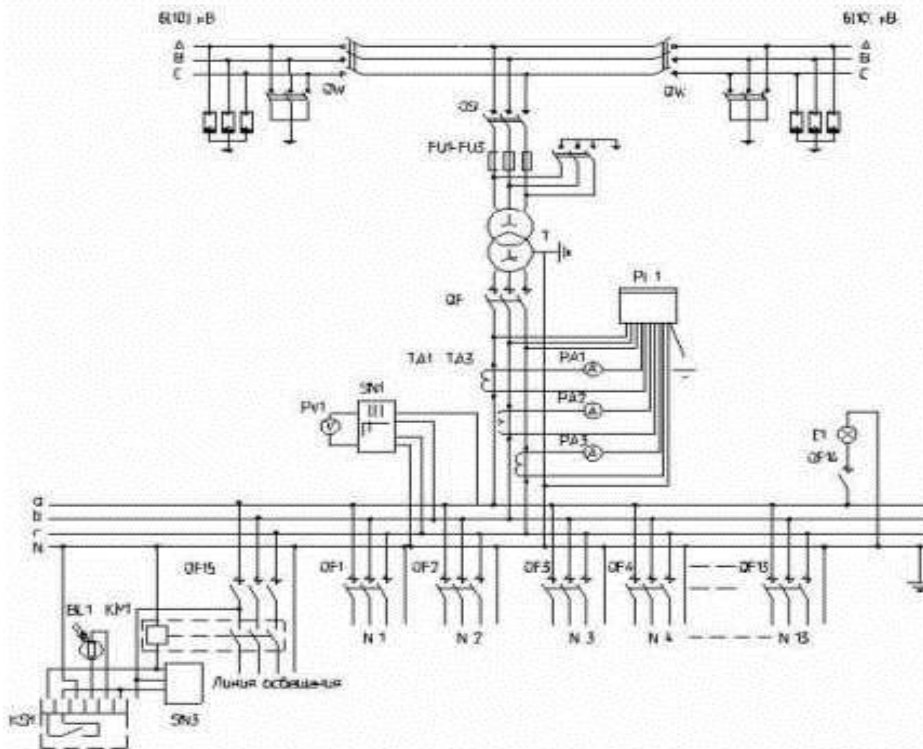 6(10) кВ
6(10) кВ
A
B
C
A
B
C
QW
QW
QS1
FU1-FU3
T
PI 1
QF
TA1 TA3
PA1
A
SN1
PA2
PV1
V
A
E1
PA3
A
QF14
a
b
c
N
QF15
QF1
QF2
QF3
QF4
QF13
BL1
KM1
N 1
N 2
N 3
N 4
N 13
Линия освещения
SN3